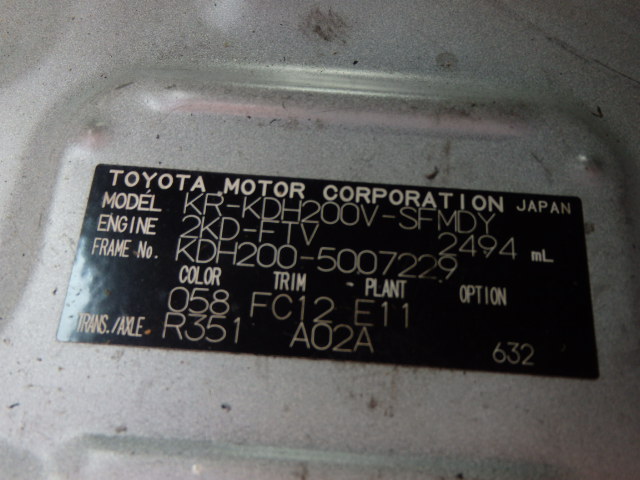 TOYOTA MOTOR CORPORATION JAPAN
MODEL KR-KDH200V-SFMDY
ENGINE 2KD-FTV 2494 mL
FRAME No. KDH200-5007229
COLOR TRIM PLANT OPTION
058 FC12 E11
TRANS./AXLE R351 A02A 632